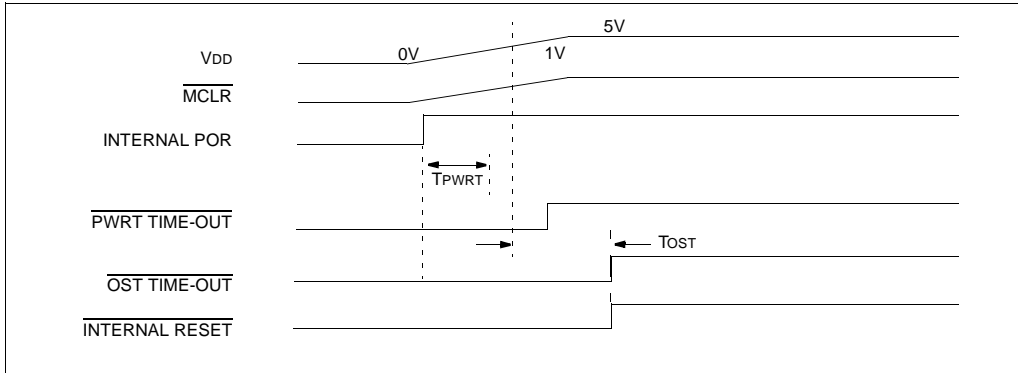 5V
VDD 0V 1V
MCLR
INTERNAL POR
TPWRT
PWRT TIME-OUT
TOST
OST TIME-OUT
INTERNAL RESET